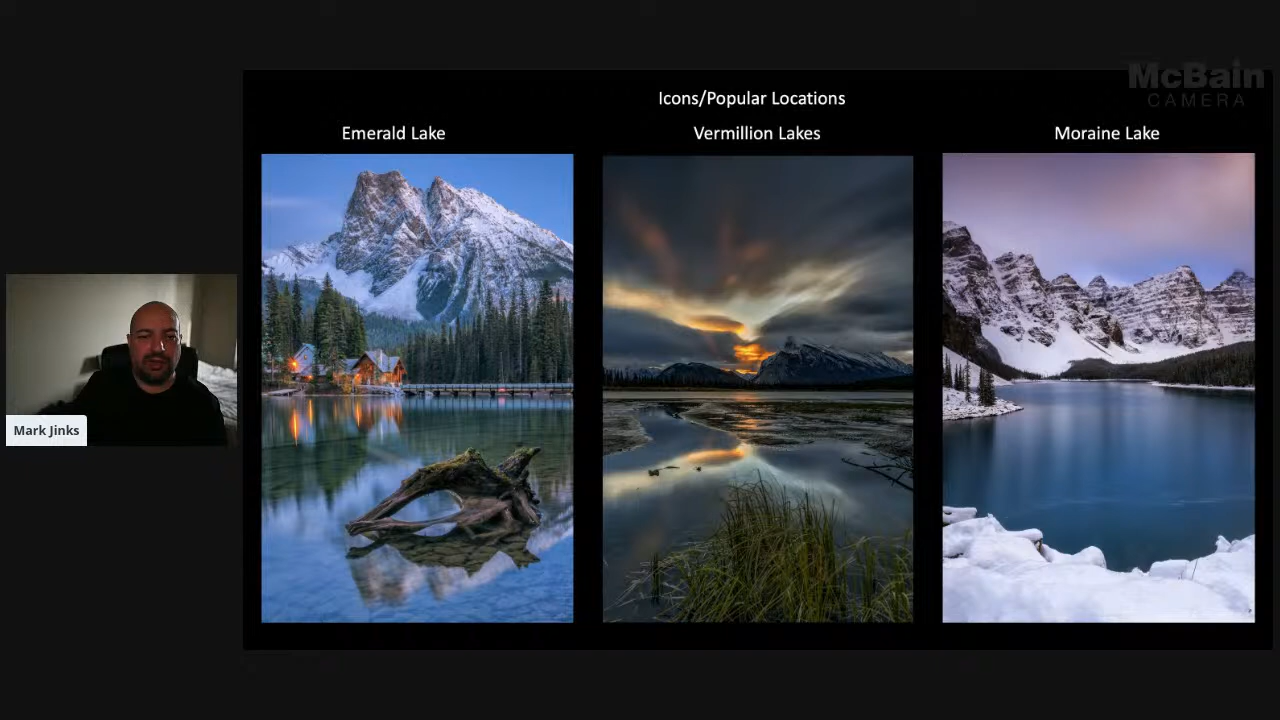 McBain
CAMERA
Icons/Popular Locations
Emerald Lake
Vermillion Lakes
Moraine Lake
Mark Jinks